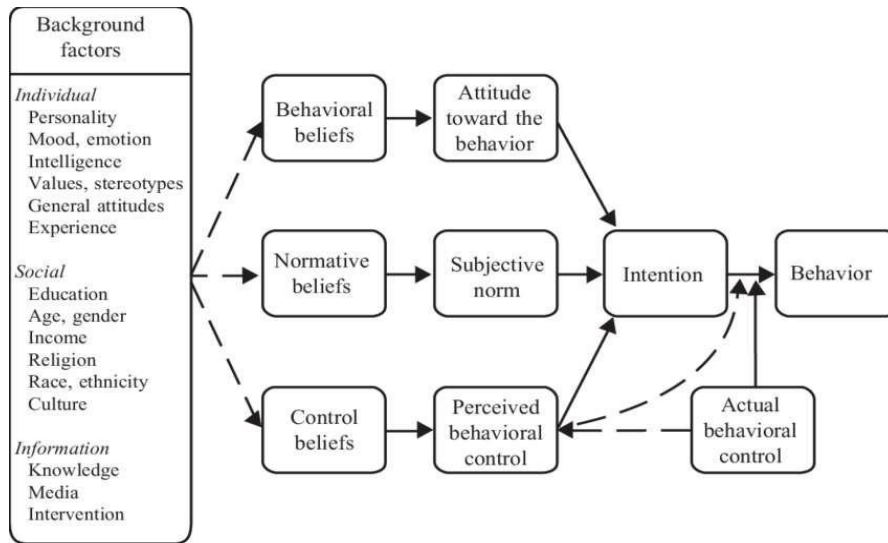 Background
factors
Individual
Personality
Mood, emotion
Intelligence
Values, stereotypes
General attitudes
Experience
Social
Education
Age, gender
Income
Religion
Race, ethnicity
Culture
Information
Knowledge
Media
Intervention
Behavioral
beliefs
Attitude
toward the
behavior
Normative
beliefs
Subjective
norm
Intention
Behavior
Control
beliefs
Perceived
behavioral
control
Actual
behavioral
control